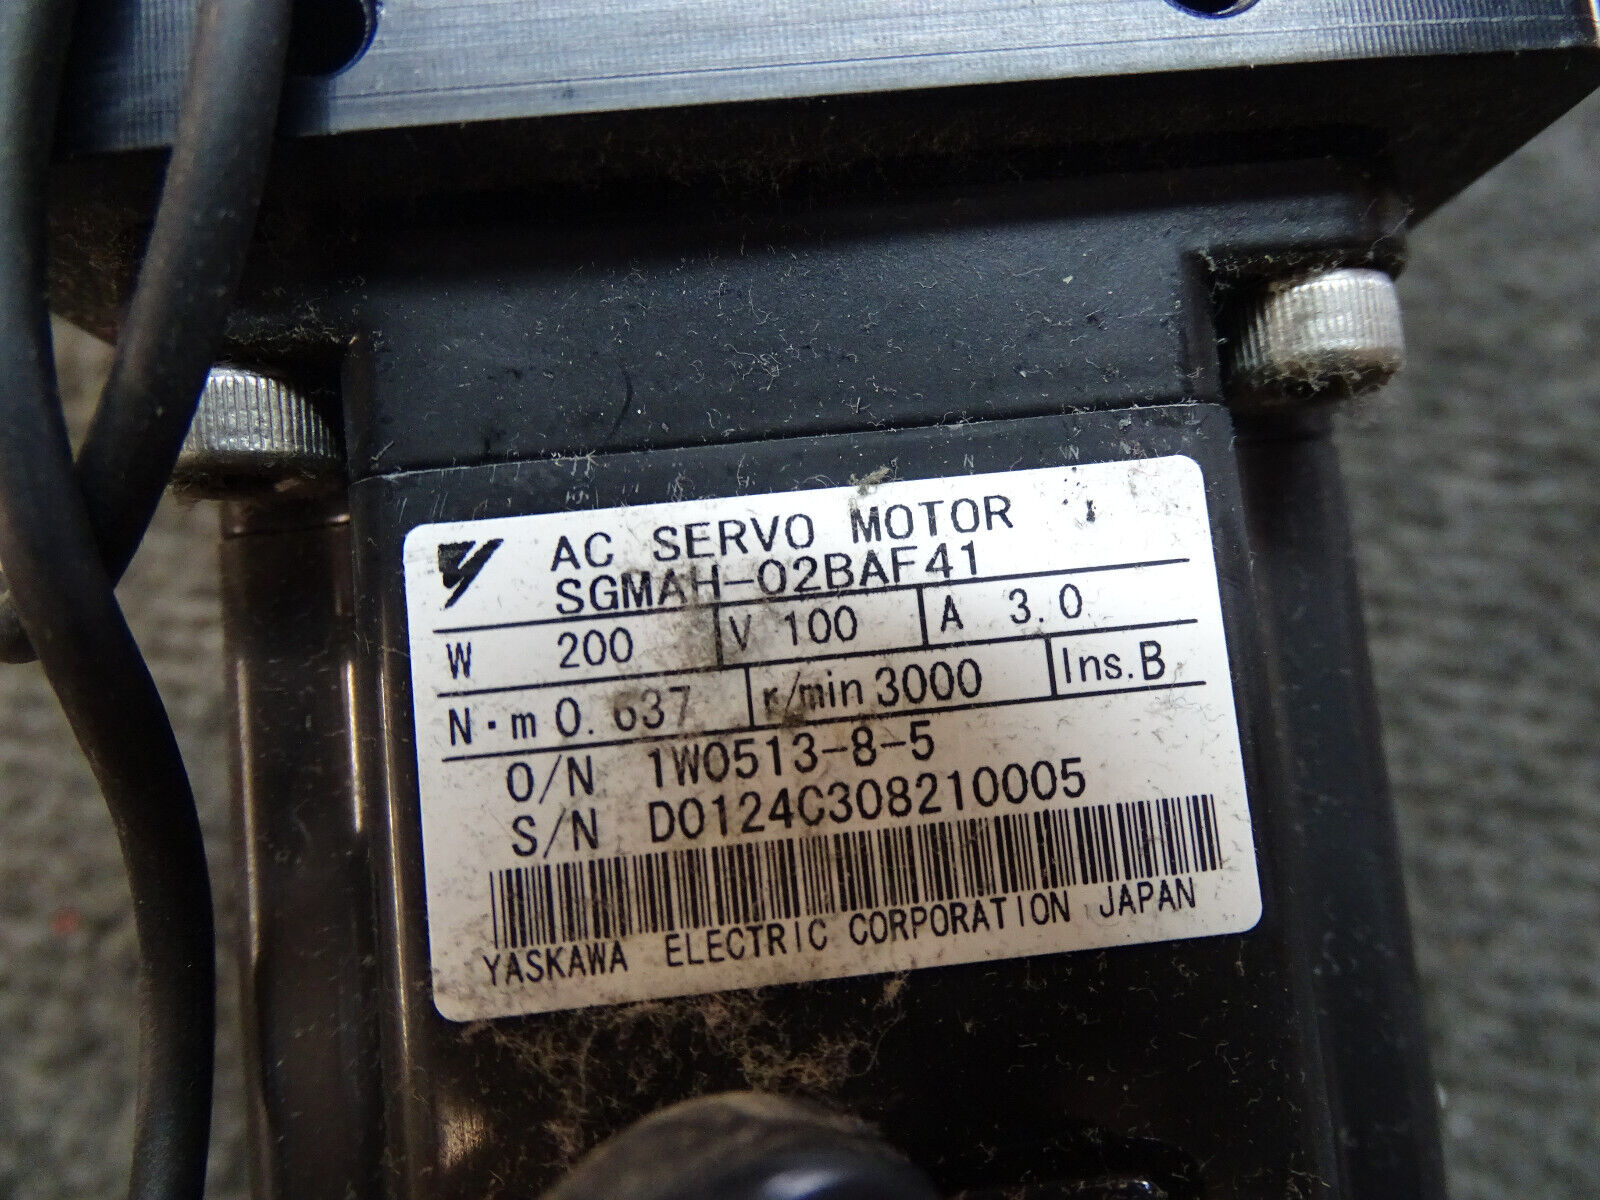 AC SERVO MOTOR
SGMAH-02BAF41
W 200 V 100 A 3.0
N·m 0.637 r/min 3000 Ins. B
O/N 1W0513-8-5
S/N D0124C308210005
YASKAWA ELECTRIC CORPORATION JAPAN